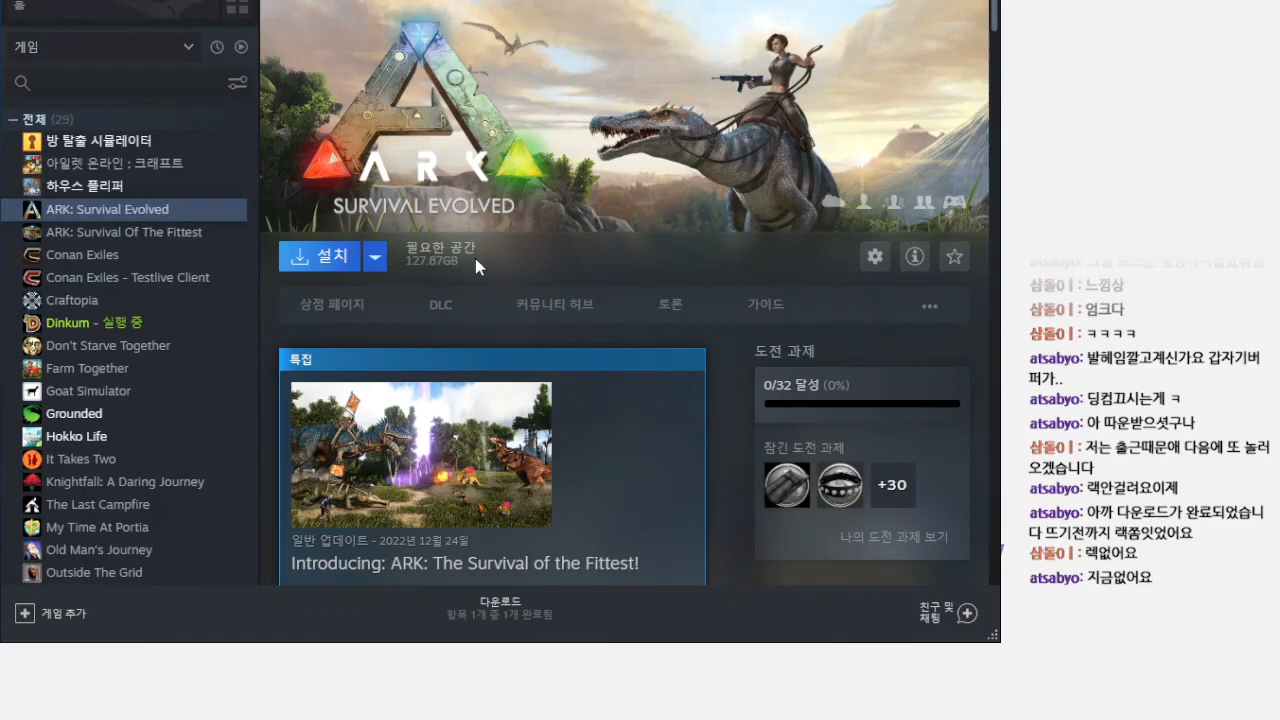 홈
게임
전체 (29)
방 탈출 시뮬레이터
아일렛 온라인 : 크래프트
하우스 플리퍼
ARK: Survival Evolved
ARK: Survival Of The Fittest
Conan Exiles
Conan Exiles - Testlive Client
Craftopia
Dinkum - 실행 중
Don't Starve Together
Farm Together
Goat Simulator
Grounded
Hokko Life
It Takes Two
Knightfall: A Daring Journey
The Last Campfire
My Time At Portia
Old Man's Journey
Outside The Grid
게임 추가
ARK
SURVIVAL EVOLVED
설치
필요한 공간
127.87GB
상점 페이지
DLC
커뮤니티 허브
토론
가이드
특집
일반 업데이트 - 2022년 12월 24일
Introducing: ARK: The Survival of the Fittest!
도전 과제
0/32 달성 (0%)
잠긴 도전 과제
+30
나의 도전 과제 보기
다운로드
항목 1개 중 1개 완료됨
친구 및
채팅
삼돌이 : 느낌상
삼돌이 : 엄크다
삼돌이 : ㅋㅋㅋㅋ
atsabyo: 발헤임깔고계신가요 갑자기버
퍼가..
atsabyo: 딩컴끄시는게 ㅋ
atsabyo: 아 따운받으셧구나
삼돌이 : 저는 출근때문애 다음에 또 놀러
오겠습니다
atsabyo: 랙안걸려요이제
atsabyo: 아까 다운로드가 완료되었습니
다 뜨기전까지 랙쫌잇었어요
삼돌이 : 렉없어요
atsabyo: 지금없어요